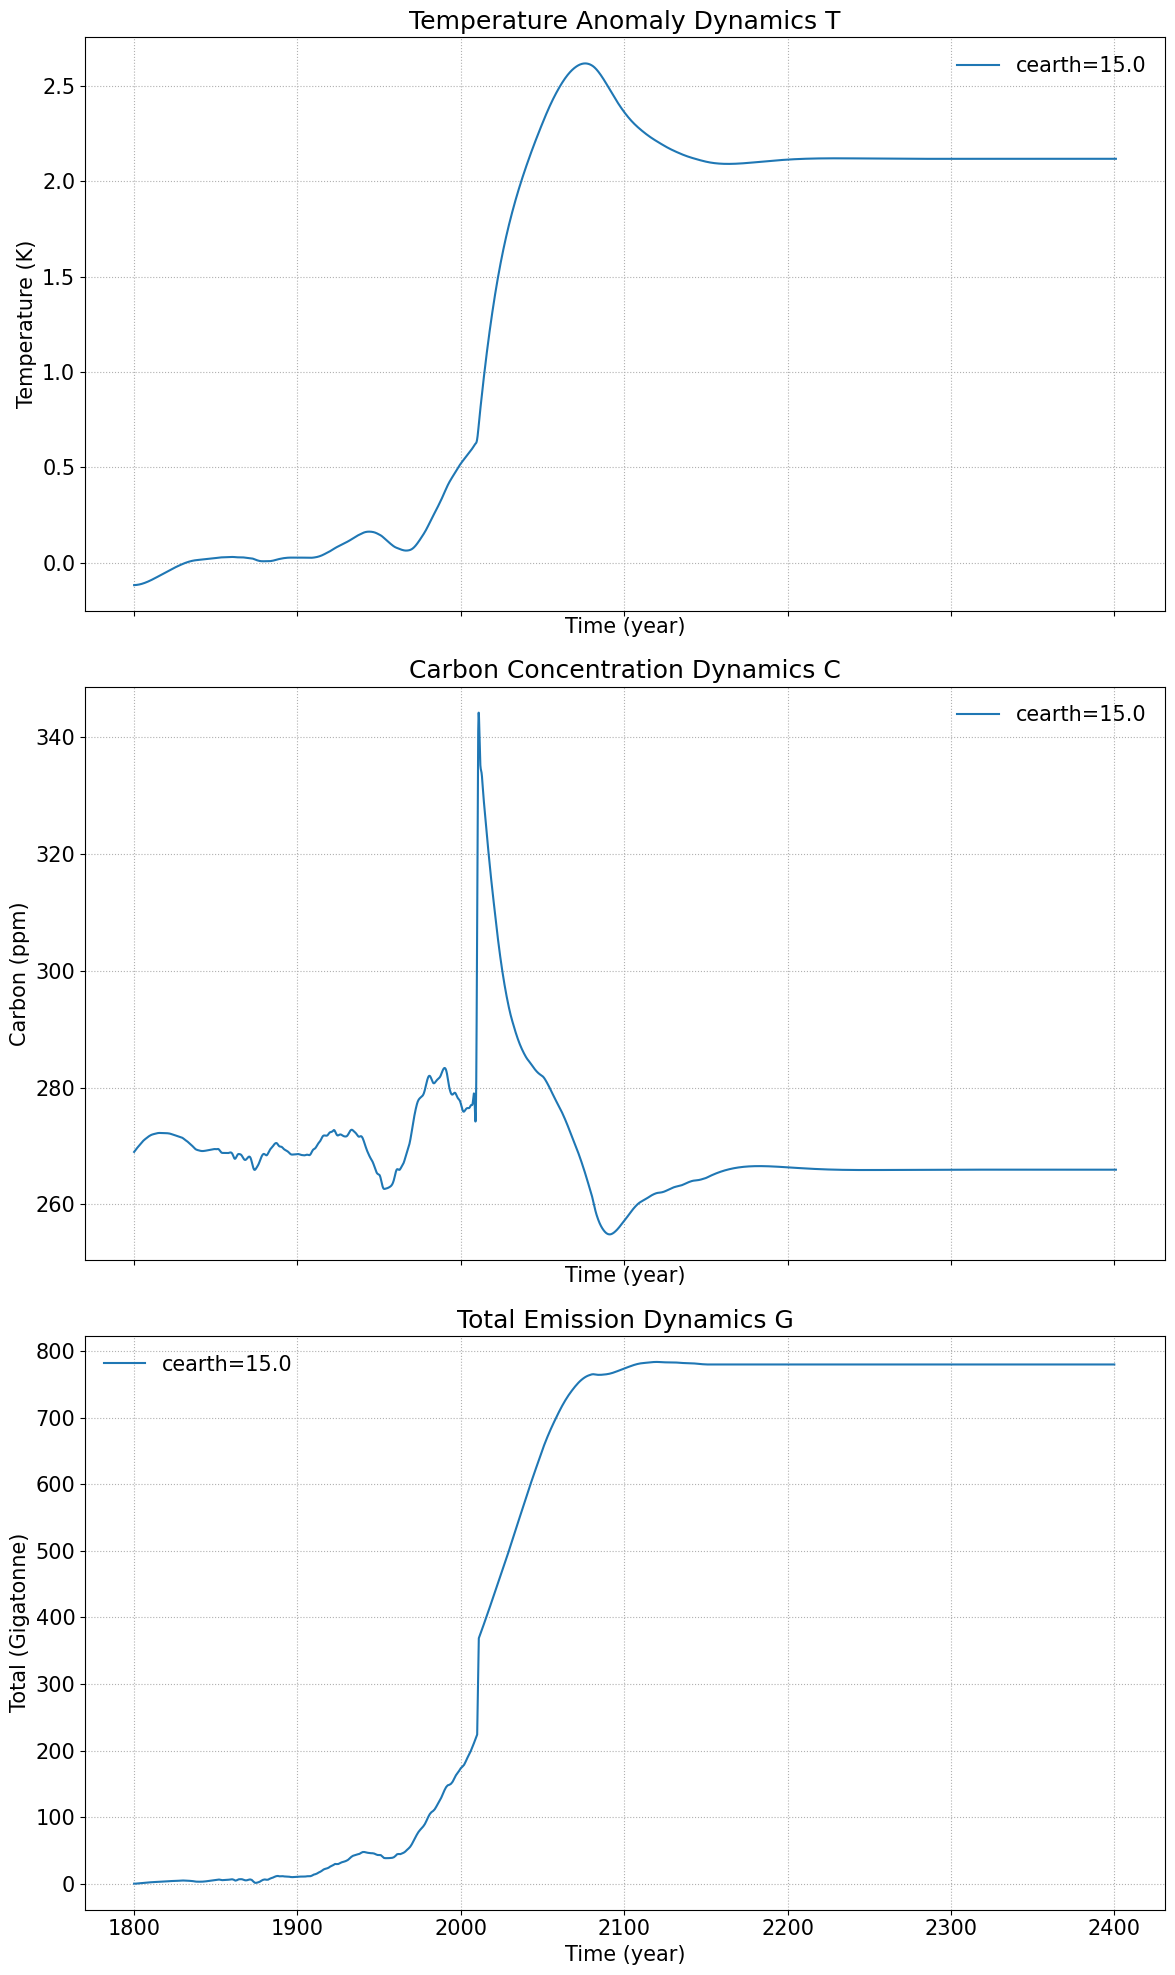 Temperature Anomaly Dynamics T
cearth=15.0
2.5
2.0
1.5
1.0
0.5
0.0
Temperature (K)
Time (year)
Carbon Concentration Dynamics C
cearth=15.0
340
320
300
280
260
Carbon (ppm)
Time (year)
Total Emission Dynamics G
cearth=15.0
800
700
600
500
400
300
200
100
0
Total (Gigatonne)
1800 1900 2000 2100 2200 2300 2400
Time (year)